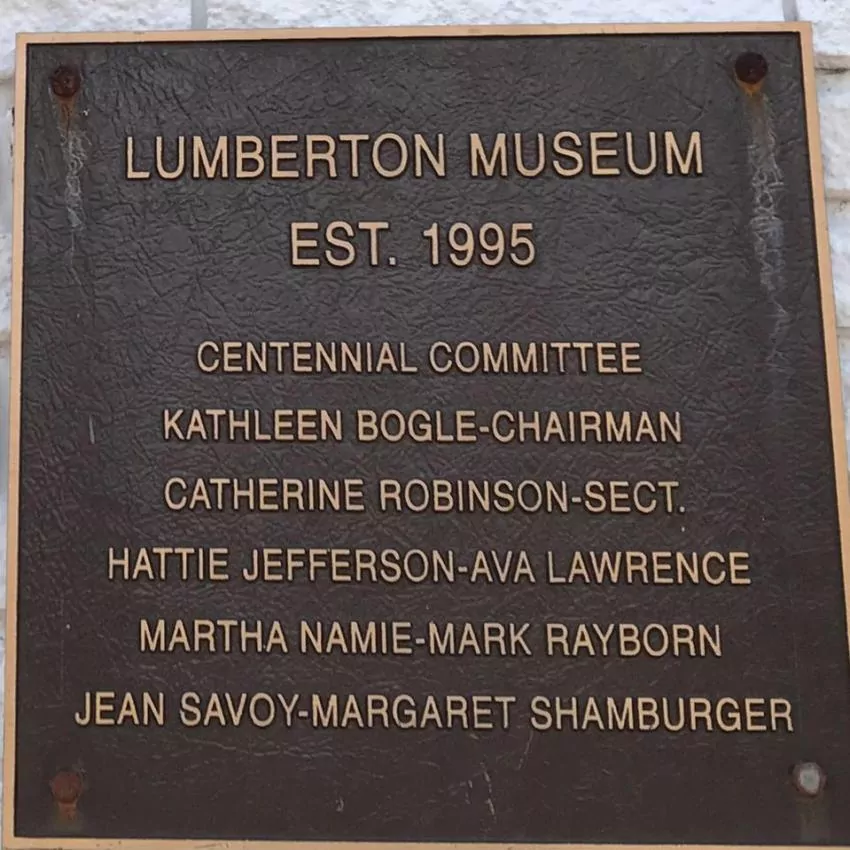 LUMBERTON MUSEUM
EST. 1995
CENTENNIAL COMMITTEE
KATHLEEN BOGLE-CHAIRMAN
CATHERINE ROBINSON-SECT.
HATTIE JEFFERSON-AVA LAWRENCE
MARTHA NAMIE-MARK RAYBORN
JEAN SAVOY-MARGARET SHAMBURGER